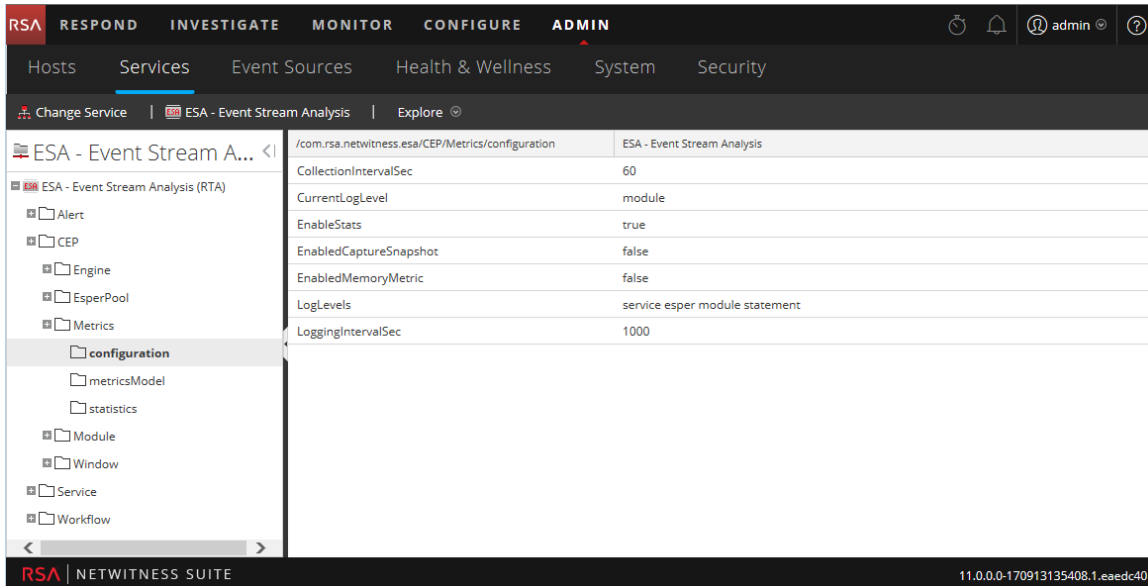 RSA RESPOND INVESTIGATE MONITOR CONFIGURE ADMIN admin
Hosts Services Event Sources Health & Wellness System Security
Change Service | ESA ESA - Event Stream Analysis | Explore
ESA - Event Stream A...
/com.rsa.netwitness.esa/CEP/Metrics/configuration ESA - Event Stream Analysis
ESA ESA - Event Stream Analysis (RTA)
Alert
CEP
Engine
EsperPool
Metrics
configuration
metricsModel
statistics
Module
Window
Service
Workflow
CollectionIntervalSec 60
CurrentLogLevel module
EnableStats true
EnabledCaptureSnapshot false
EnabledMemoryMetric false
LogLevels service esper module statement
LoggingIntervalSec 1000
RSA | NETWITNESS SUITE 11.0.0.0-170913135408.1.eaedc40